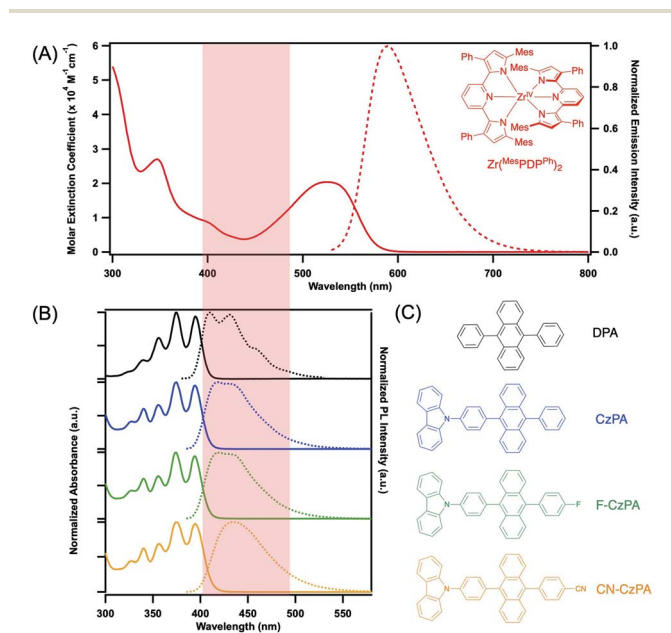 (A)
6
5
4
3
2
1
0
Molar Extinction Coefficient (x 10⁴ M⁻¹cm⁻¹)
1.0
0.8
0.6
0.4
0.2
0.0
Normalized Emission Intensity (a.u.)
300 400 500 600 700 800
Wavelength (nm)
Mes Mes
Ph Ph
N N
Mes
N Zr^IV N
N N
Mes
Ph Ph
Mes
Zr(^MesPDP^Ph)₂
(B)
Normalized Absorbance (a.u.)
Normalized PL Intensity (a.u.)
300 350 400 450 500 550
Wavelength (nm)
(C)
DPA
N
CzPA
N F
F-CzPA
N CN
CN-CzPA